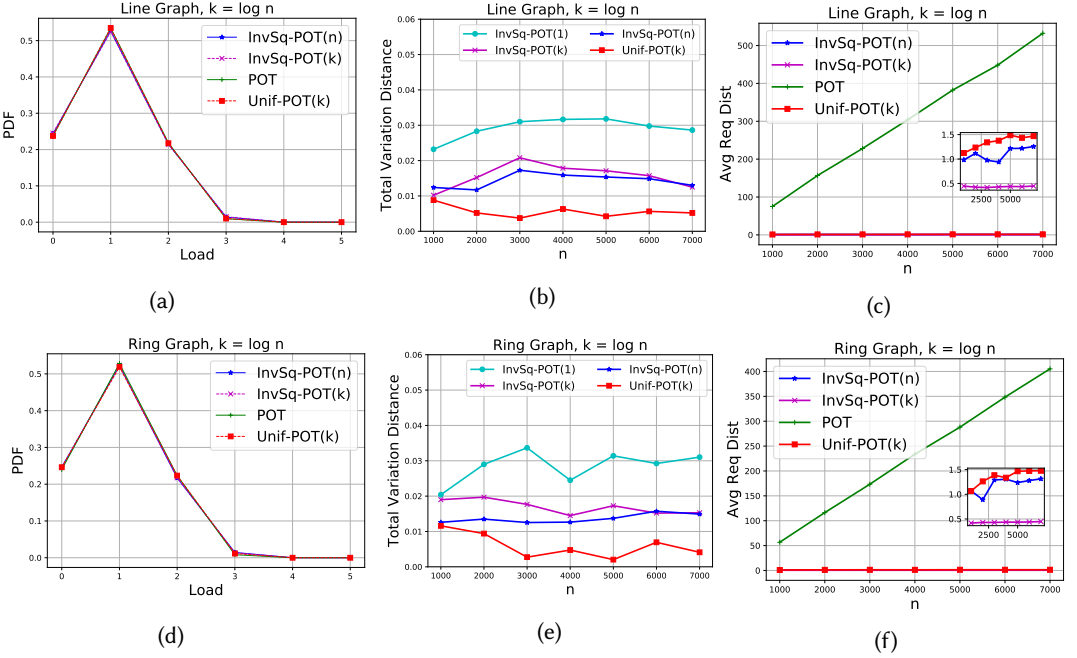 Line Graph, k = log n
InvSq-POT(n)
InvSq-POT(k)
POT
Unif-POT(k)
PDF
0.5
0.4
0.3
0.2
0.1
0.0
0 1 2 3 4 5
Load
(a)
Line Graph, k = log n
InvSq-POT(1) InvSq-POT(n)
InvSq-POT(k) Unif-POT(k)
Total Variation Distance
0.06
0.05
0.04
0.03
0.02
0.01
0.00
1000 2000 3000 4000 5000 6000 7000
n
(b)
Line Graph, k = log n
InvSq-POT(n)
InvSq-POT(k)
POT
Unif-POT(k)
Avg Req Dist
500
400
300
200
100
0
1.5
1.0
0.5
2500 5000
1000 2000 3000 4000 5000 6000 7000
n
(c)
Ring Graph, k = log n
InvSq-POT(n)
InvSq-POT(k)
POT
Unif-POT(k)
PDF
0.5
0.4
0.3
0.2
0.1
0.0
0 1 2 3 4 5
Load
(d)
Ring Graph, k = log n
InvSq-POT(1) InvSq-POT(n)
InvSq-POT(k) Unif-POT(k)
Total Variation Distance
0.06
0.05
0.04
0.03
0.02
0.01
0.00
1000 2000 3000 4000 5000 6000 7000
n
(e)
Ring Graph, k = log n
InvSq-POT(n)
InvSq-POT(k)
POT
Unif-POT(k)
Avg Req Dist
400
350
300
250
200
150
100
50
0
1.5
1.0
0.5
2500 5000
1000 2000 3000 4000 5000 6000 7000
n
(f)